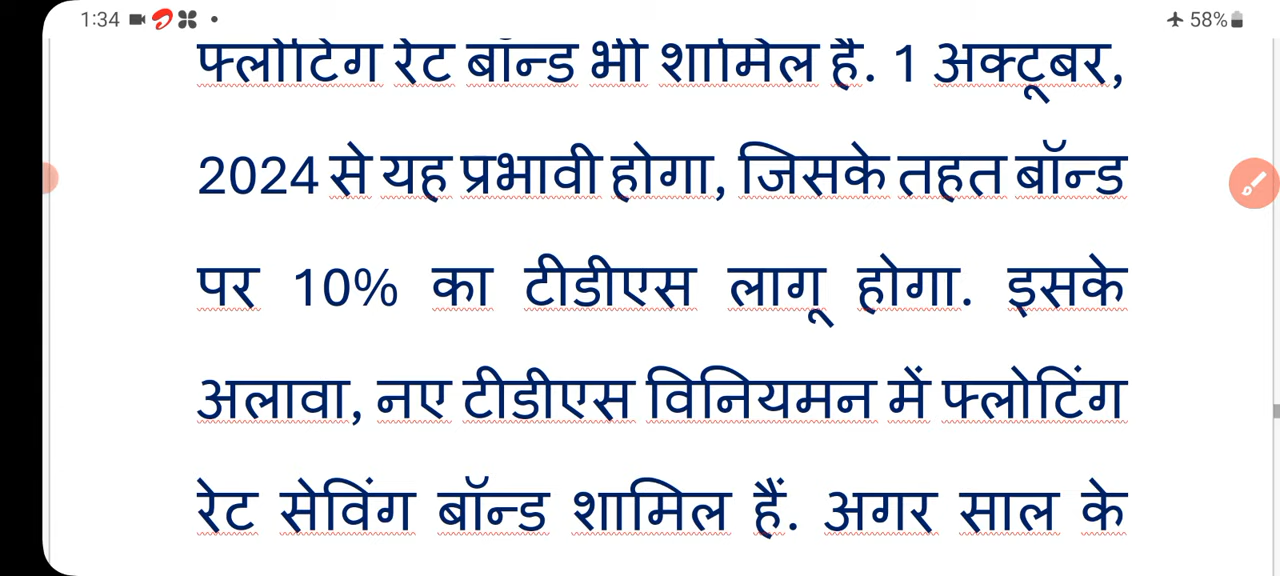 1:34 58%
फ्लोटिंग रेट बॉन्ड भी शामिल हैं. 1 अक्टूबर,
2024 से यह प्रभावी होगा, जिसके तहत बॉन्ड
पर 10% का टीडीएस लागू होगा. इसके
अलावा, नए टीडीएस विनियमन में फ्लोटिंग
रेट सेविंग बॉन्ड शामिल हैं. अगर साल के